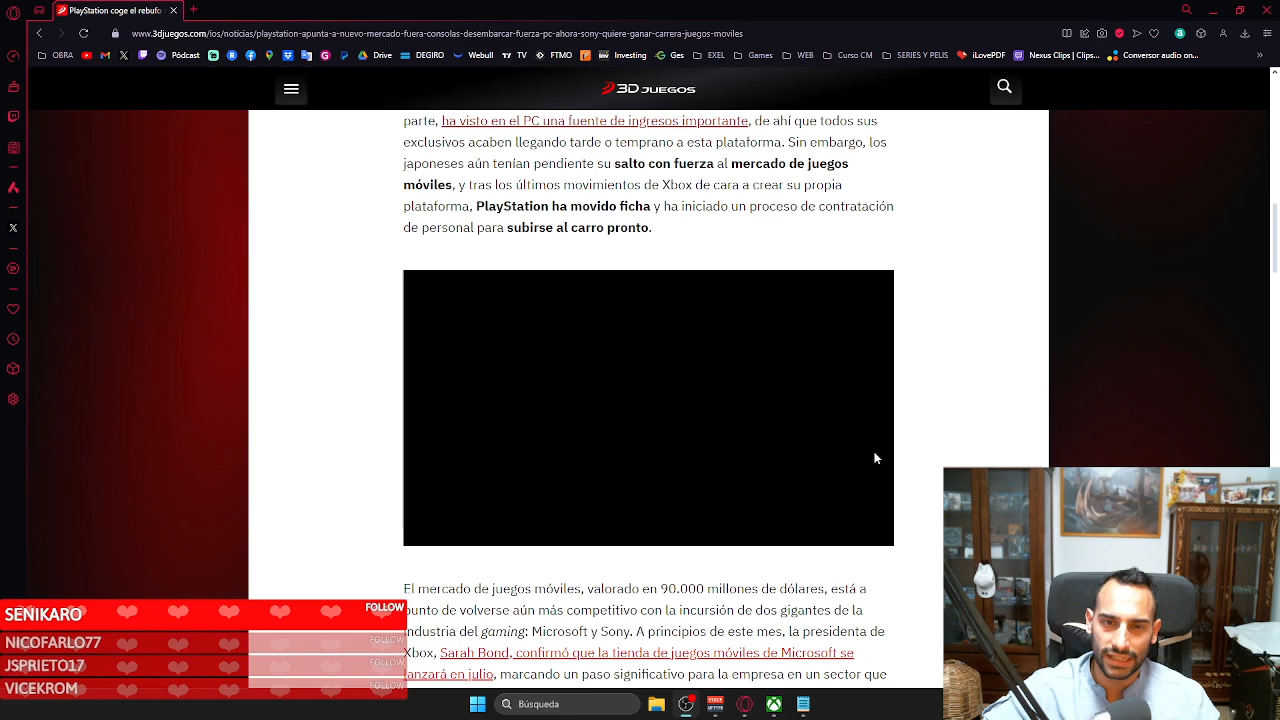 PlayStation coge el rebufo
www.3djuegos.com/ios/noticias/playstation-apunta-a-nuevo-mercado-fuera-consolas-desembarcar-fuerza-pc-ahora-sony-quiere-ganar-carrera-juegos-moviles
OBRA
Pódcast
Drive
DEGIRO
Webull
TV
FTMO
Investing
Ges
EXEL
Games
WEB
Curso CM
SERIES Y PELIS
iLovePDF
Nexus Clips | Clips...
Conversor audio on...
3DJUEGOS
parte, ha visto en el PC una fuente de ingresos importante, de ahí que todos sus
exclusivos acaben llegando tarde o temprano a esta plataforma. Sin embargo, los
japoneses aún tenían pendiente su salto con fuerza al mercado de juegos
móviles, y tras los últimos movimientos de Xbox de cara a crear su propia
plataforma, PlayStation ha movido ficha y ha iniciado un proceso de contratación
de personal para subirse al carro pronto.
El mercado de juegos móviles, valorado en 90.000 millones de dólares, está a
punto de volverse aún más competitivo con la incursión de dos gigantes de la
industria del gaming: Microsoft y Sony. A principios de este mes, la presidenta de
Xbox, Sarah Bond, confirmó que la tienda de juegos móviles de Microsoft se
lanzará en julio, marcando un paso significativo para la empresa en un sector que
SENIKARO FOLLOW
NICOFARLO77 FOLLOW
JSPRIETO17 FOLLOW
VICEKROM FOLLOW
Búsqueda